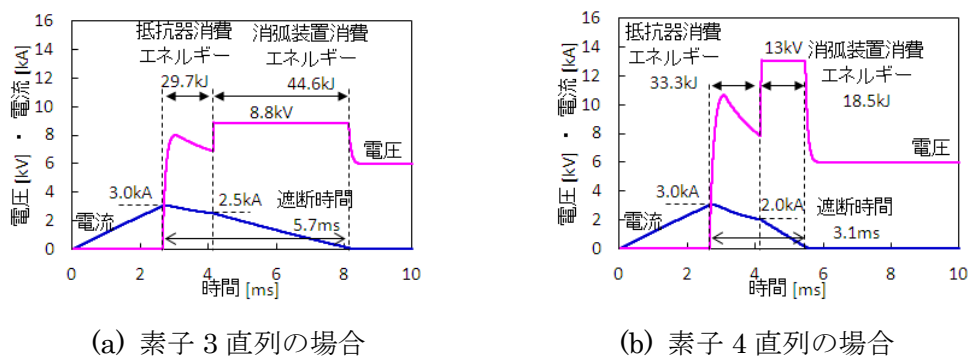 抵抗器消費
エネルギー
29.7kJ
消弧装置消費
エネルギー
44.6kJ
8.8kV
電圧
3.0kA
2.5kA
遮断時間
5.7ms
電流
電圧 [kV] ・ 電流 [kA]
16
14
12
10
8
6
4
2
0
0 2 4 6 8 10
時間 [ms]
(a) 素子 3 直列の場合
抵抗器消費
エネルギー
33.3kJ
13kV
消弧装置消費
エネルギー
18.5kJ
電圧
3.0kA
2.0kA
遮断時間
3.1ms
電流
電圧 [kV] ・ 電流 [kA]
16
14
12
10
8
6
4
2
0
0 2 4 6 8 10
時間 [ms]
(b) 素子 4 直列の場合